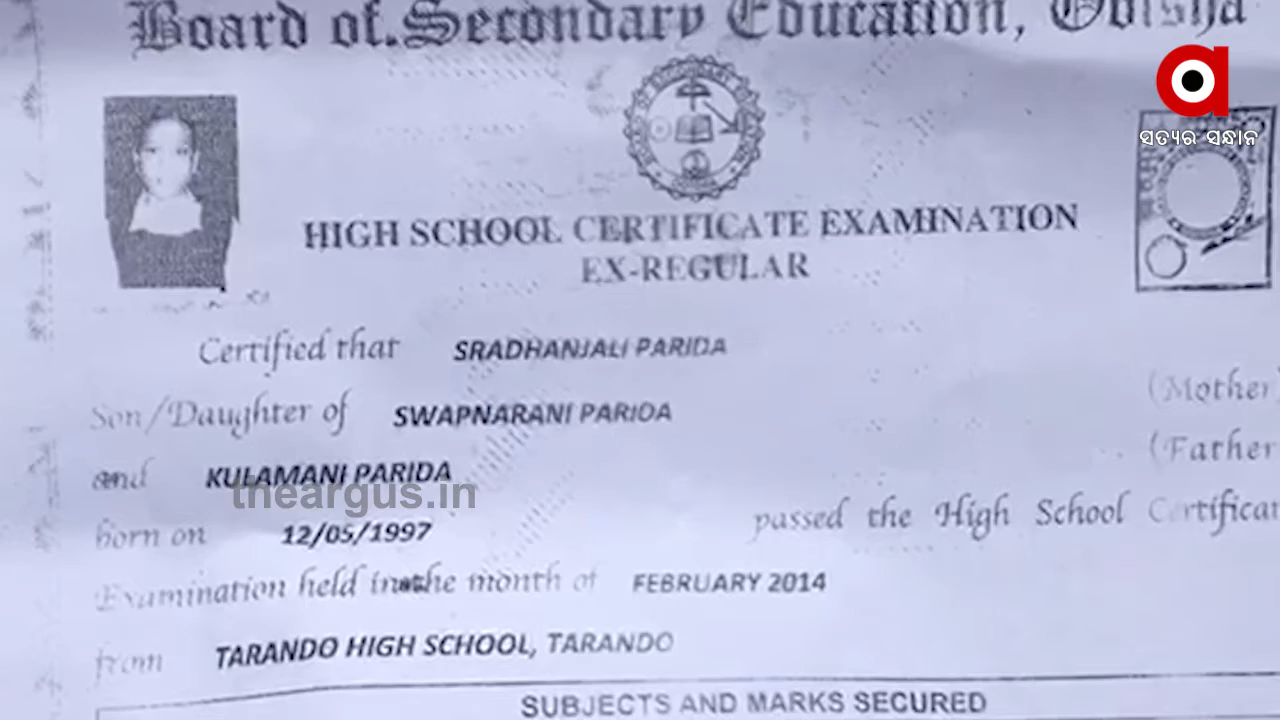 Board of Secondary Education, Odisha
ସତ୍ୟର ସନ୍ଧାନ
HIGH SCHOOL CERTIFICATE EXAMINATION
EX-REGULAR
Certified that SRADHANJALI PARIDA
Son/Daughter of SWAPNARANI PARIDA (Mother)
and KULAMANI PARIDA (Father
theargus.in
born on 12/05/1997 passed the High School Certificat
Examination held in the month of FEBRUARY 2014
from TARANDO HIGH SCHOOL, TARANDO
SUBJECTS AND MARKS SECURED